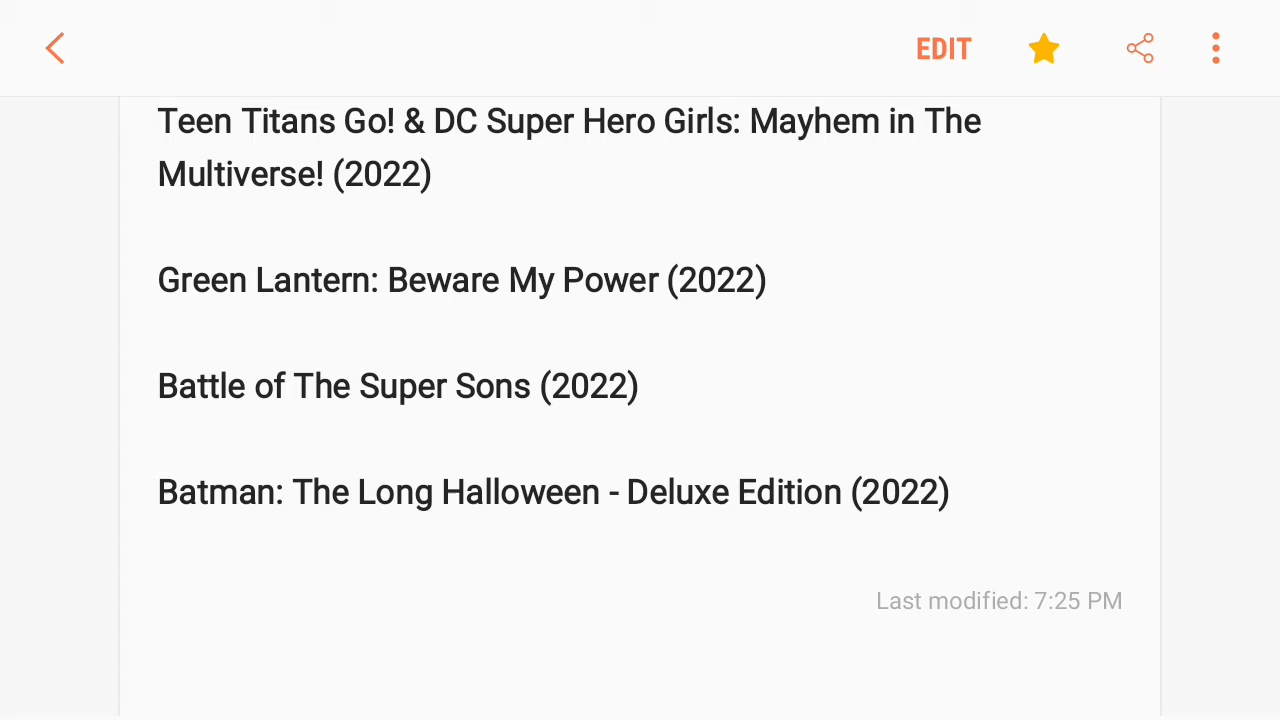 EDIT
Teen Titans Go! & DC Super Hero Girls: Mayhem in The
Multiverse! (2022)
Green Lantern: Beware My Power (2022)
Battle of The Super Sons (2022)
Batman: The Long Halloween - Deluxe Edition (2022)
Last modified: 7:25 PM